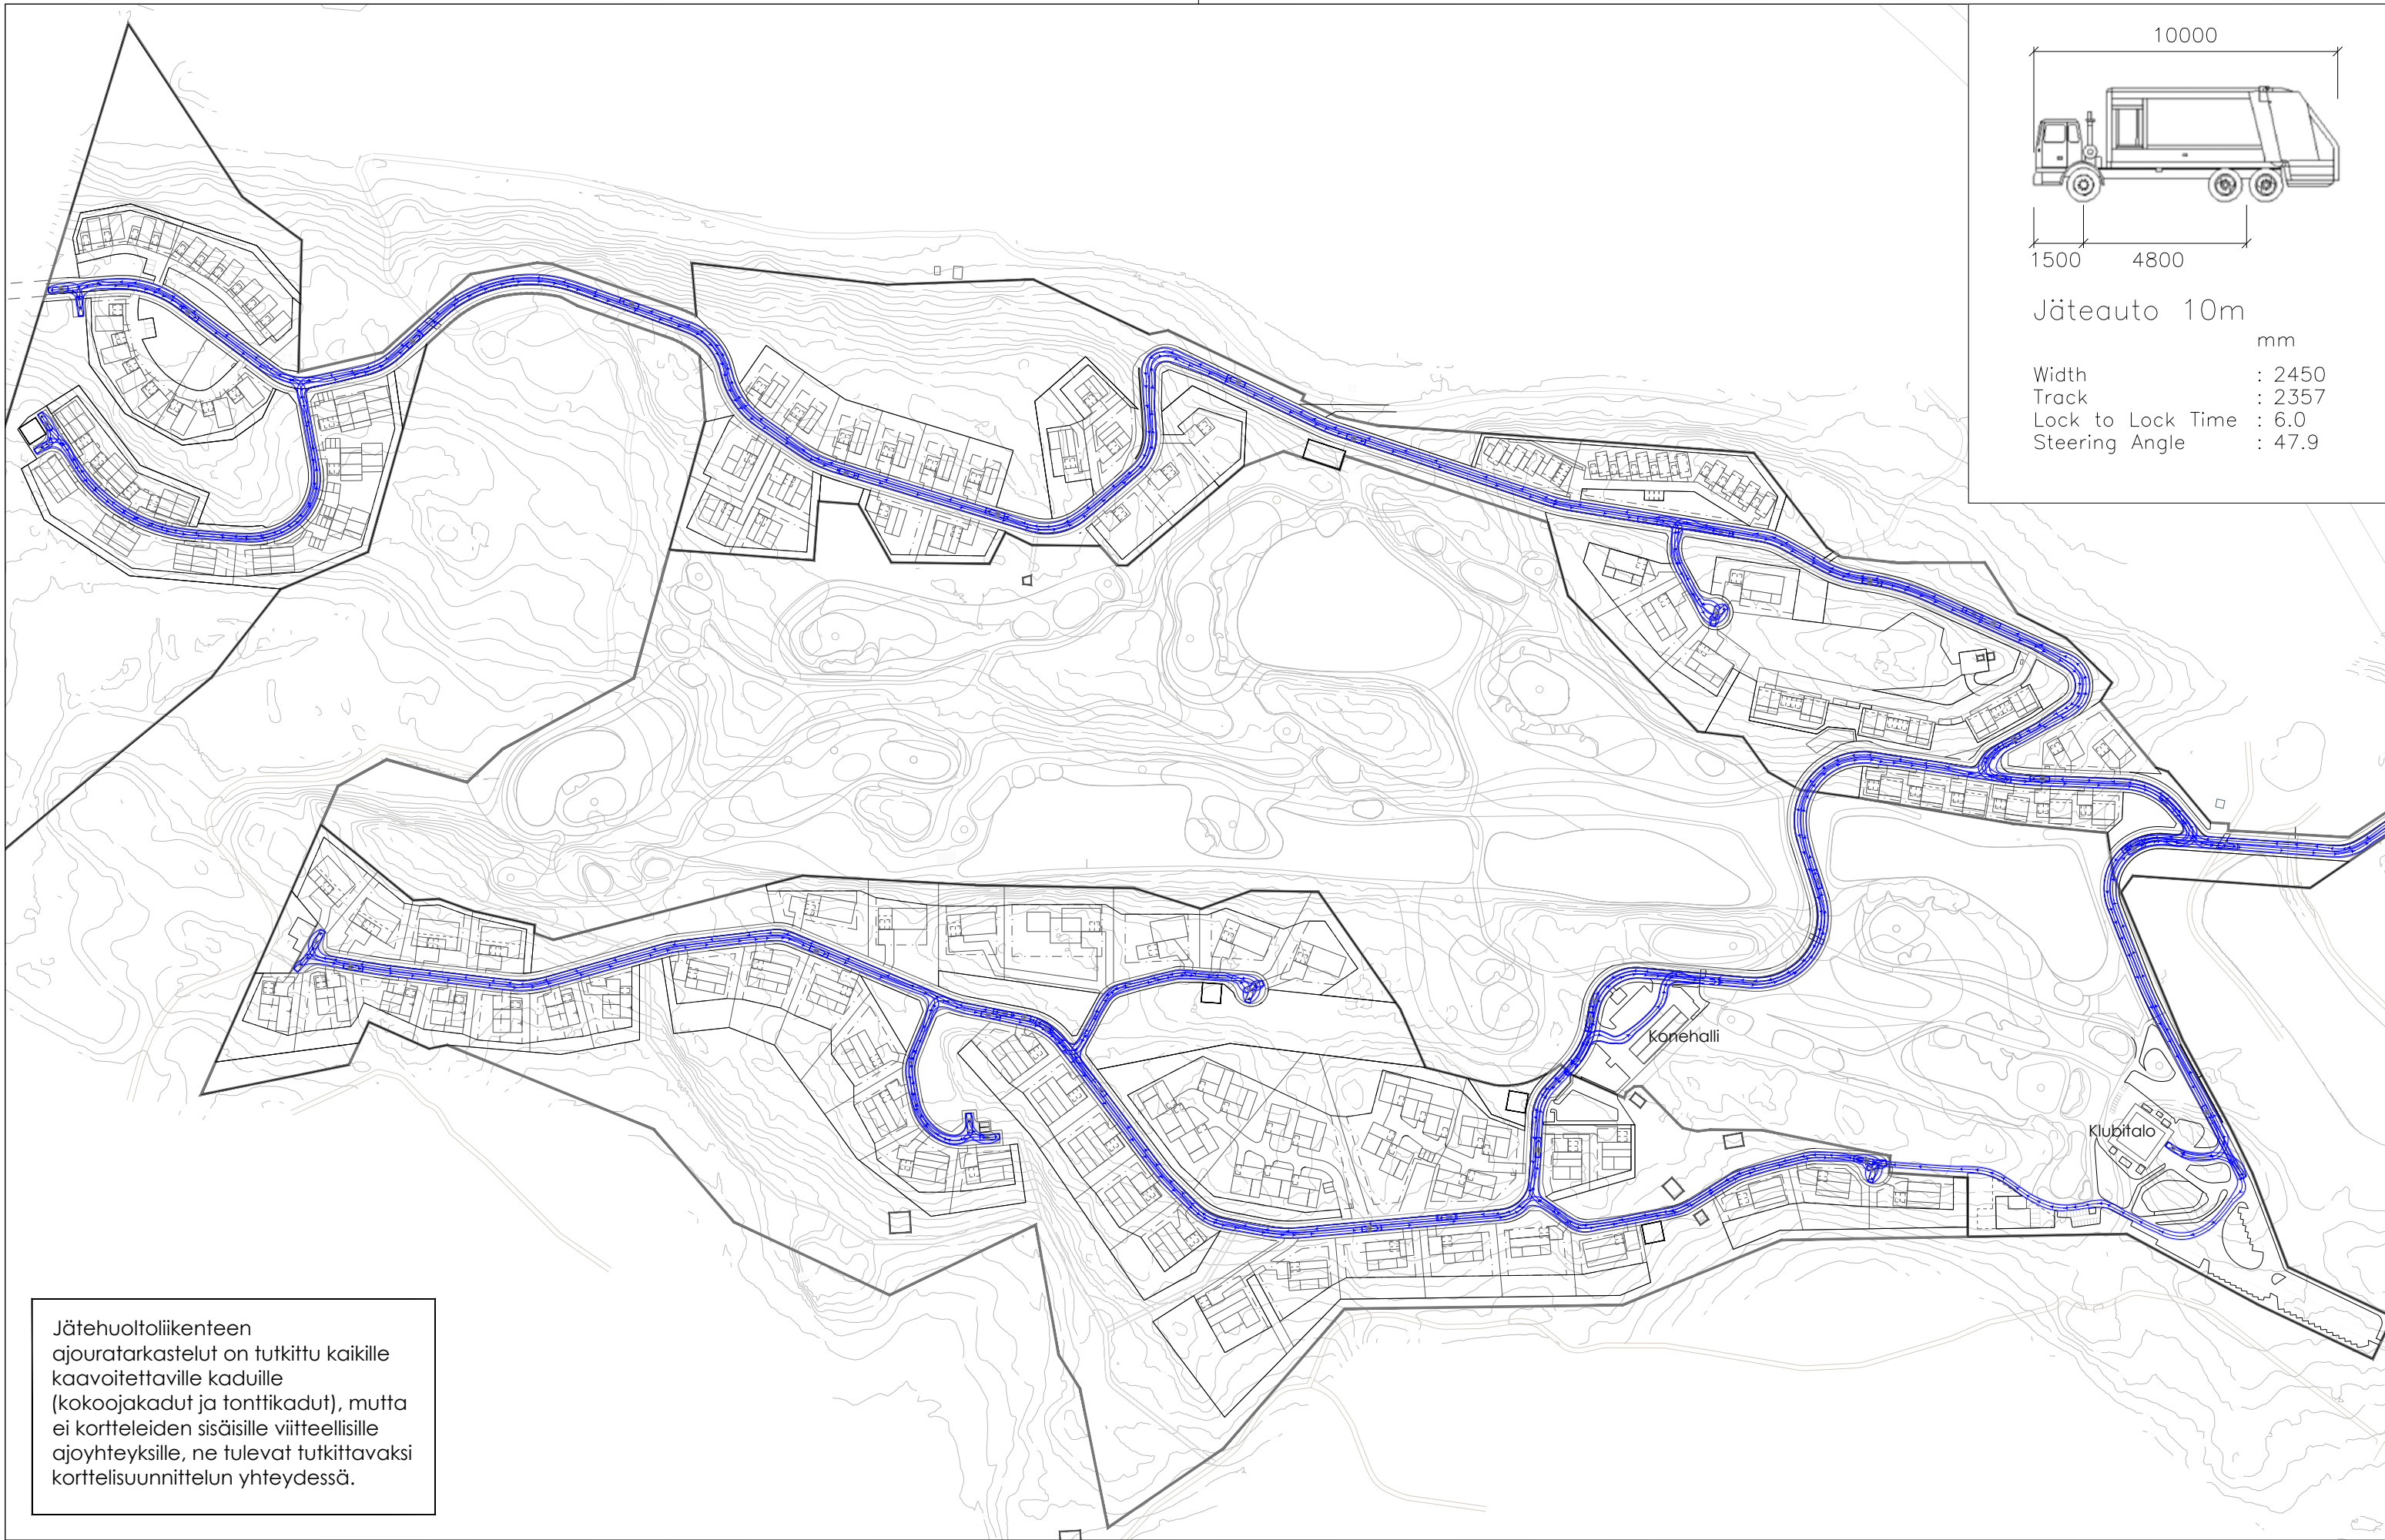 10000
1500 4800
Jäteauto 10m
mm
Width : 2450
Track : 2357
Lock to Lock Time : 6.0
Steering Angle : 47.9
Konehalli
Klubitalo
Jätehuoltoliikenteen
ajouratarkastelut on tutkittu kaikille
kaavoitettaville kaduille
(kokoojakadut ja tonttikadut), mutta
ei kortteleiden sisäisille viitteellisille
ajoyhteyksille, ne tulevat tutkittavaksi
korttelisuunnittelun yhteydessä.